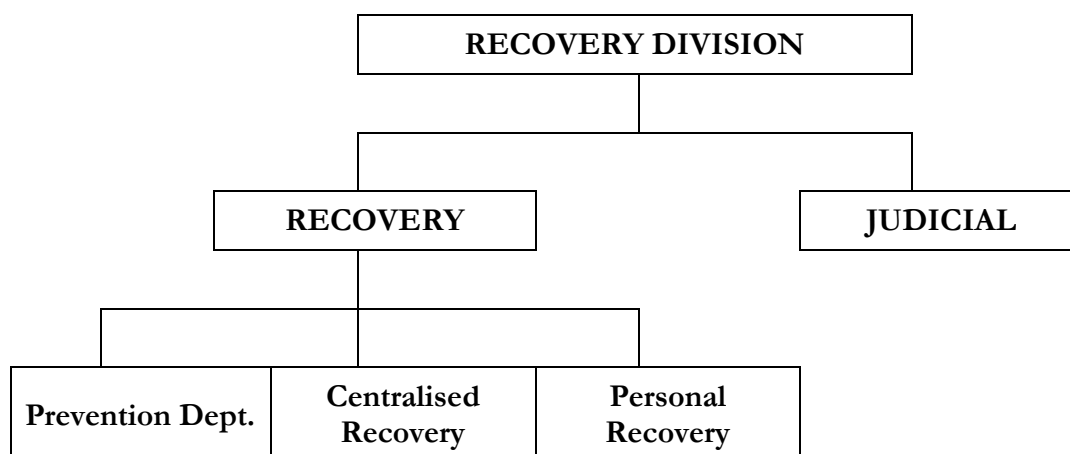 RECOVERY DIVISION
RECOVERY
JUDICIAL
Prevention Dept.
Centralised
Recovery
Personal
Recovery